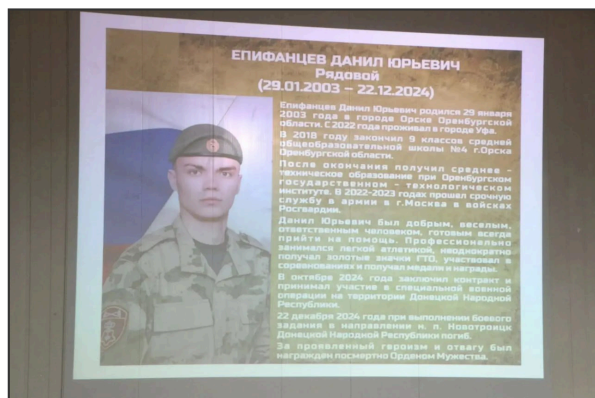 ЕПИФАНЦЕВ ДАНИЛ ЮРЬЕВИЧ
Рядовой
(29.01.2003 – 22.12.2024)
Епифанцев Данил Юрьевич родился 29 января
2003 года в городе Орске Оренбургской
области. С 2022 года проживал в городе Уфа.
В 2018 году закончил 9 классов средней
общеобразовательной школы №4 г.Орска
Оренбургской области.
После окончания получил средне -
техническое образование при Оренбургском
государственном - технологическом
институте. В 2022-2023 годах прошел срочную
службу в армии в г.Москва в войсках
Росгвардии.
Данил Юрьевич был добрым, веселым,
ответственным человеком, готовым всегда
прийти на помощь. Профессионально
занимался легкой атлетикой, неоднократно
получал золотые значки ГТО, участвовал в
соревнованиях и получал медали и награды.
В октябре 2024 года заключил контракт и
принимал участие в специальной военной
операции на территории Донецкой Народной
Республики.
22 декабря 2024 года при выполнении боевого
задания в направлении н. п. Новотроицк
Донецкой Народной Республики погиб.
За проявленный героизм и отвагу был
награжден посмертно Орденом Мужества.